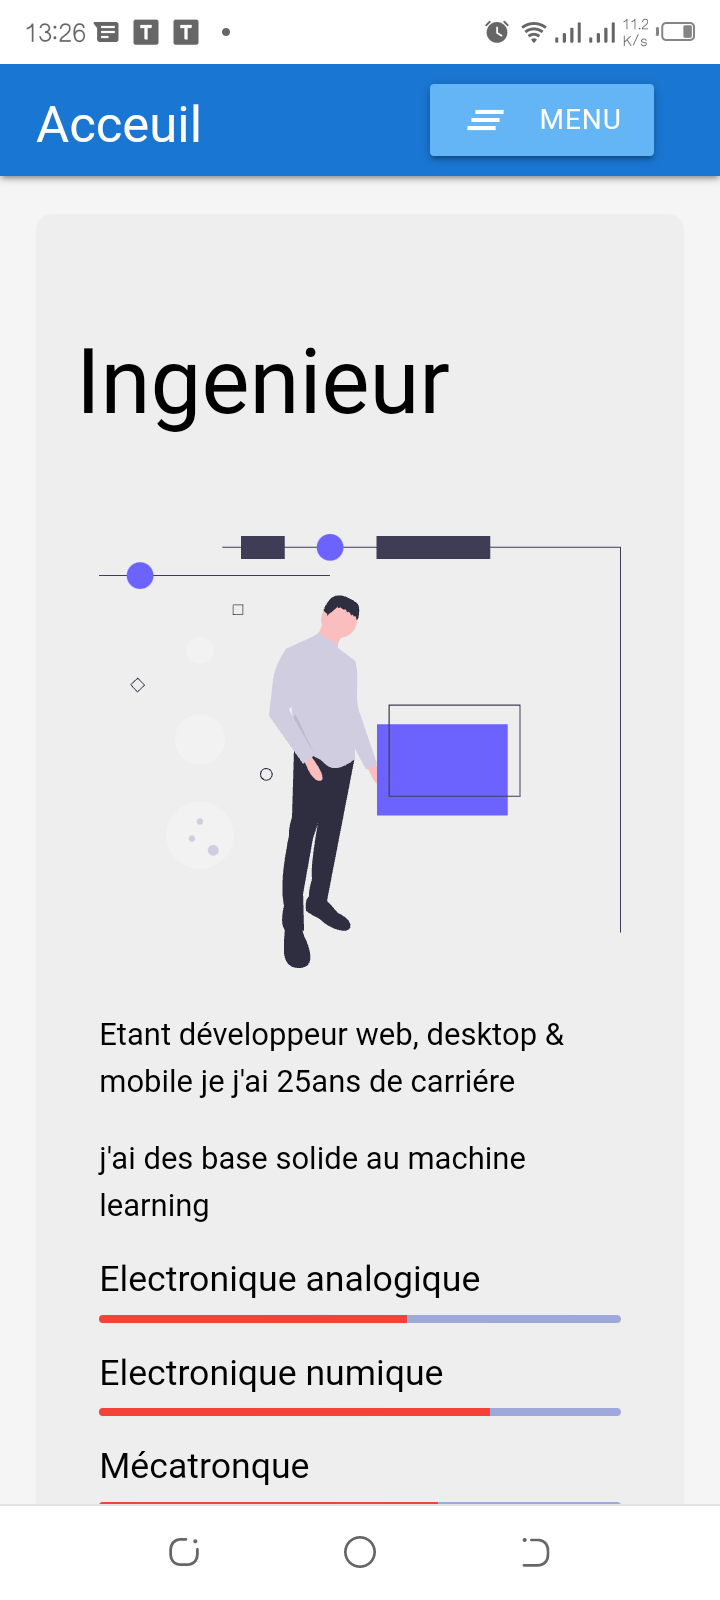 13:26 T T 11.2 K/s
Acceuil
MENU
Ingenieur
Etant développeur web, desktop &
mobile je j'ai 25ans de carriére
j'ai des base solide au machine
learning
Electronique analogique
Electronique numique
Mécatronque